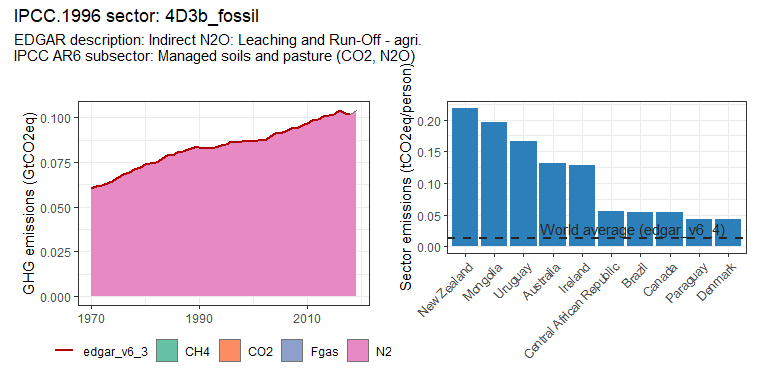 IPCC.1996 sector: 4D3b_fossil
EDGAR description: Indirect N2O: Leaching and Run-Off - agri.
IPCC AR6 subsector: Managed soils and pasture (CO2, N2O)
GHG emissions (GtCO2eq)
0.100
0.075
0.050
0.025
0.000
1970
1990
2010
edgar_v6_3
CH4
CO2
Fgas
N2
Sector emissions (tCO2eq/person)
0.20
0.15
0.10
0.05
0.00
World average (edgar_v6_4)
New Zealand
Mongolia
Uruguay
Australia
Ireland
Central African Republic
Brazil
Canada
Paraguay
Denmark